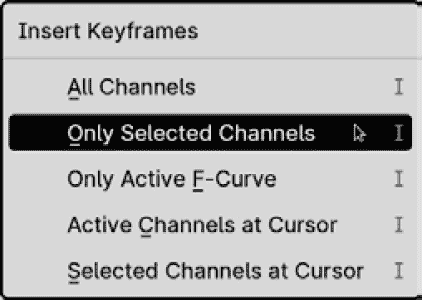 Insert Keyframes
All Channels I
Only Selected Channels I
Only Active F-Curve I
Active Channels at Cursor I
Selected Channels at Cursor I